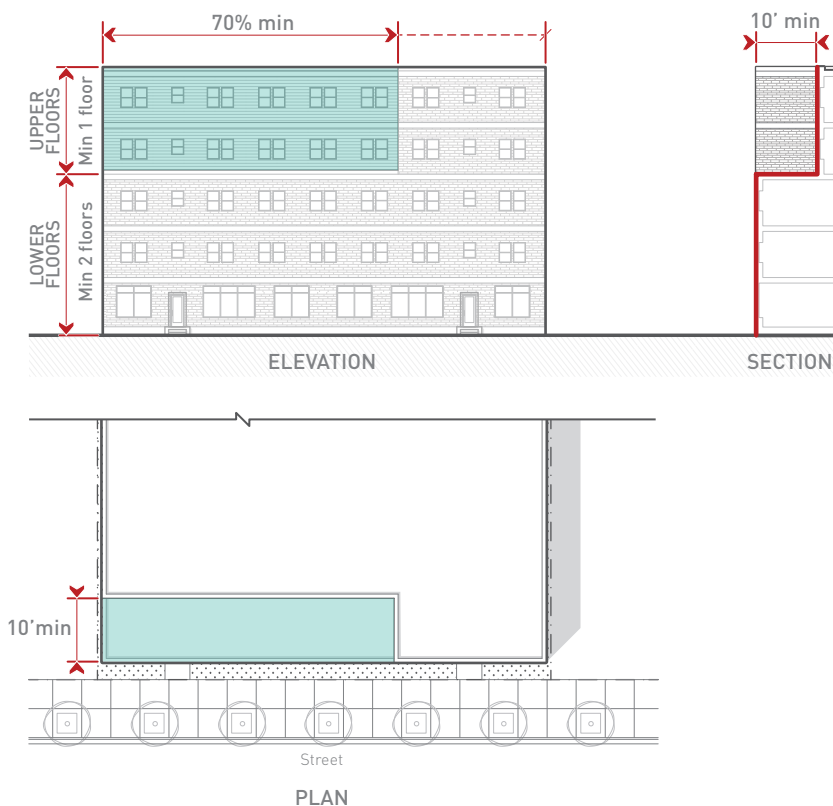 70% min
10' min
UPPER
FLOORS
Min 1 floor
LOWER
FLOORS
Min 2 floors
ELEVATION
SECTION
10'min
Street
PLAN